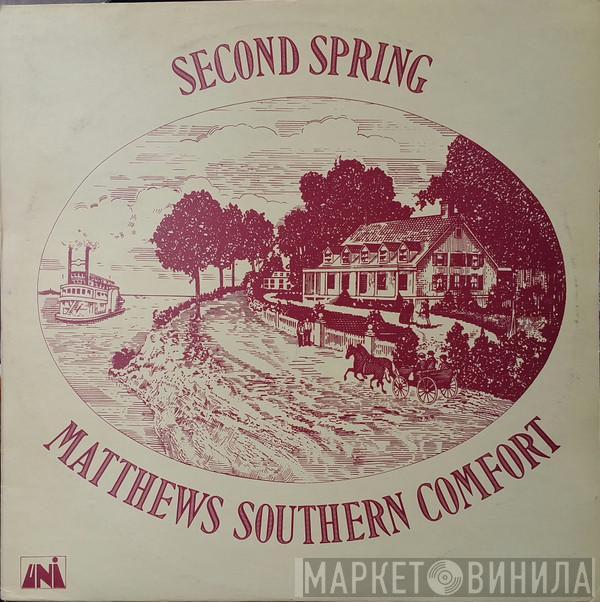 SECOND SPRING
MATTHEWS SOUTHERN COMFORT
UNI
МАРКЕТ ВИНИЛА